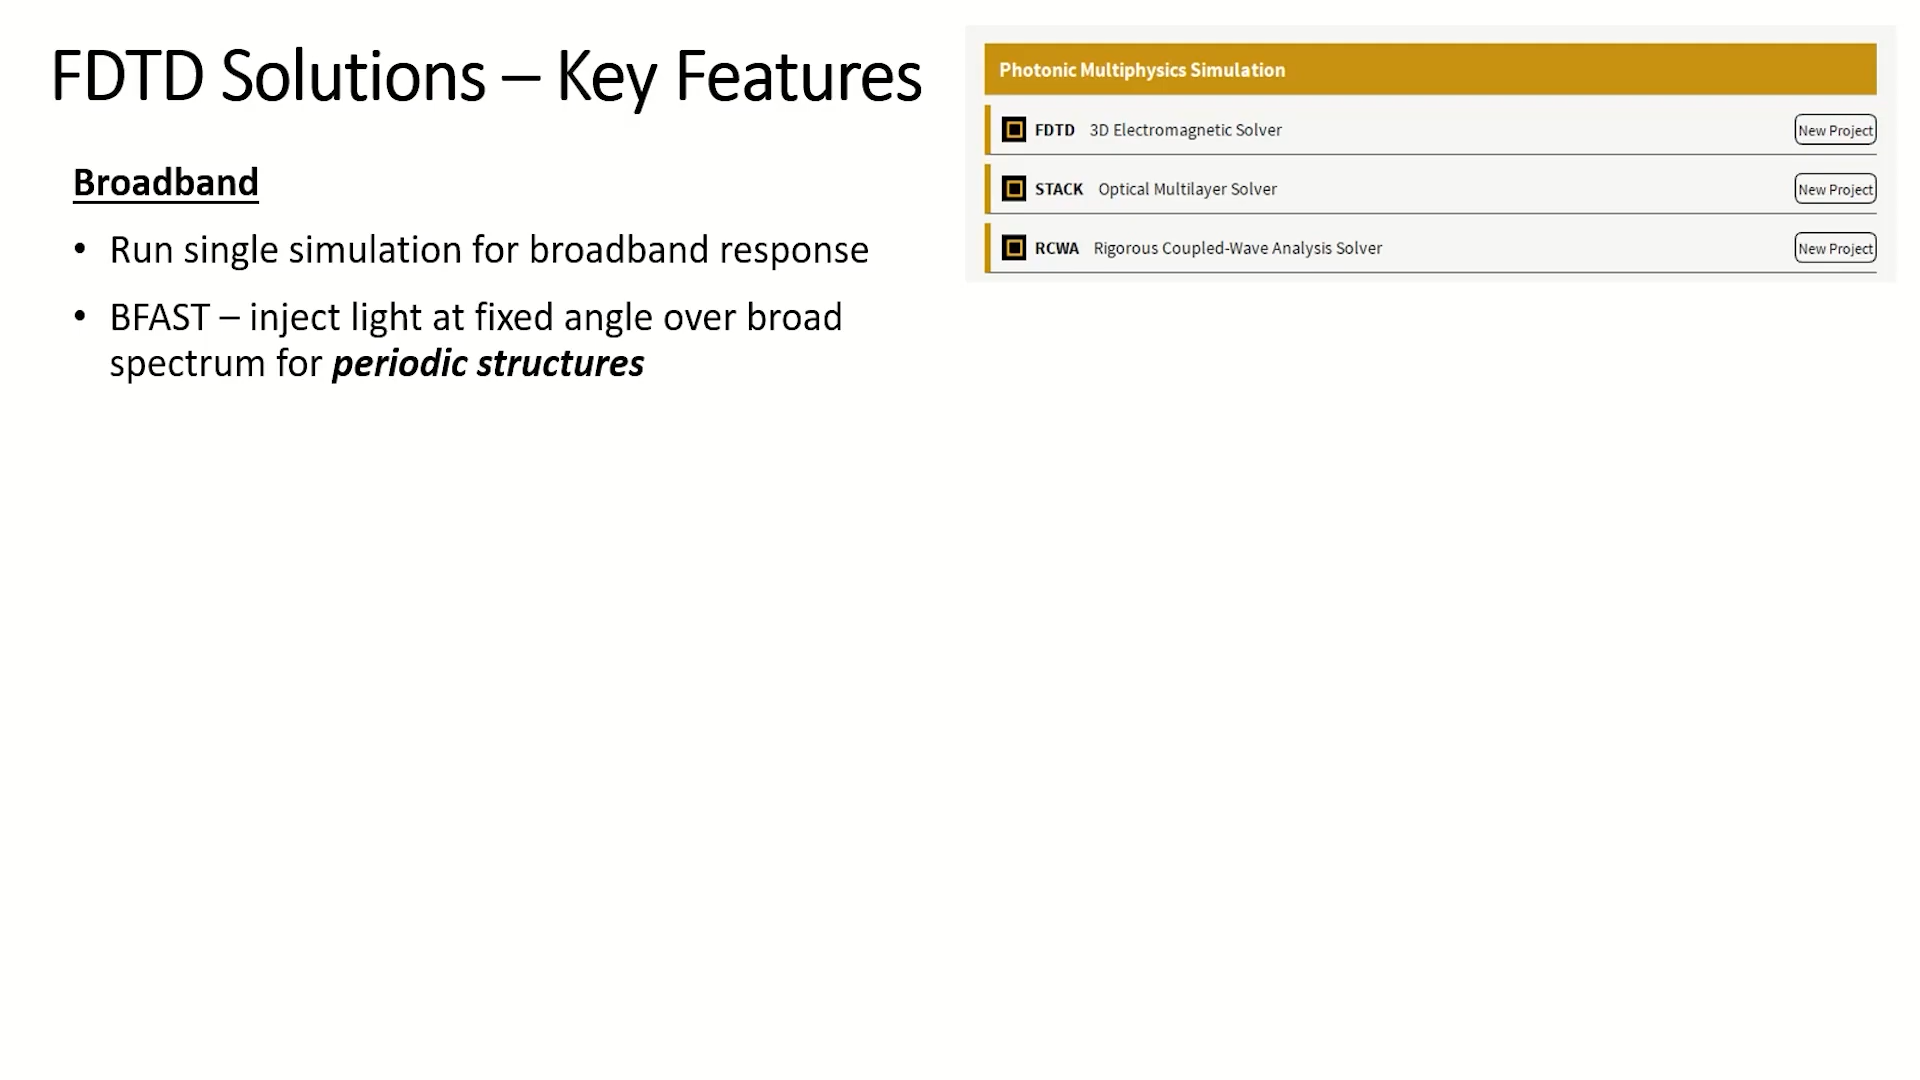 FDTD Solutions – Key Features
Broadband
• Run single simulation for broadband response
• BFAST – inject light at fixed angle over broad
spectrum for periodic structures
Photonic Multiphysics Simulation
FDTD 3D Electromagnetic Solver New Project
STACK Optical Multilayer Solver New Project
RCWA Rigorous Coupled-Wave Analysis Solver New Project